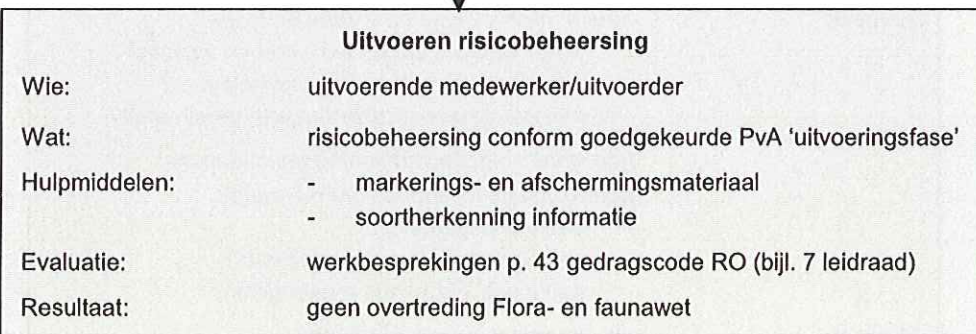 Uitvoeren risicobeheersing
Wie: uitvoerende medewerker/uitvoerder
Wat: risicobeheersing conform goedgekeurde PvA 'uitvoeringsfase'
Hulpmiddelen: - markerings- en afschermingsmateriaal
- soortherkenning informatie
Evaluatie: werkbesprekingen p. 43 gedragscode RO (bijl. 7 leidraad)
Resultaat: geen overtreding Flora- en faunawet